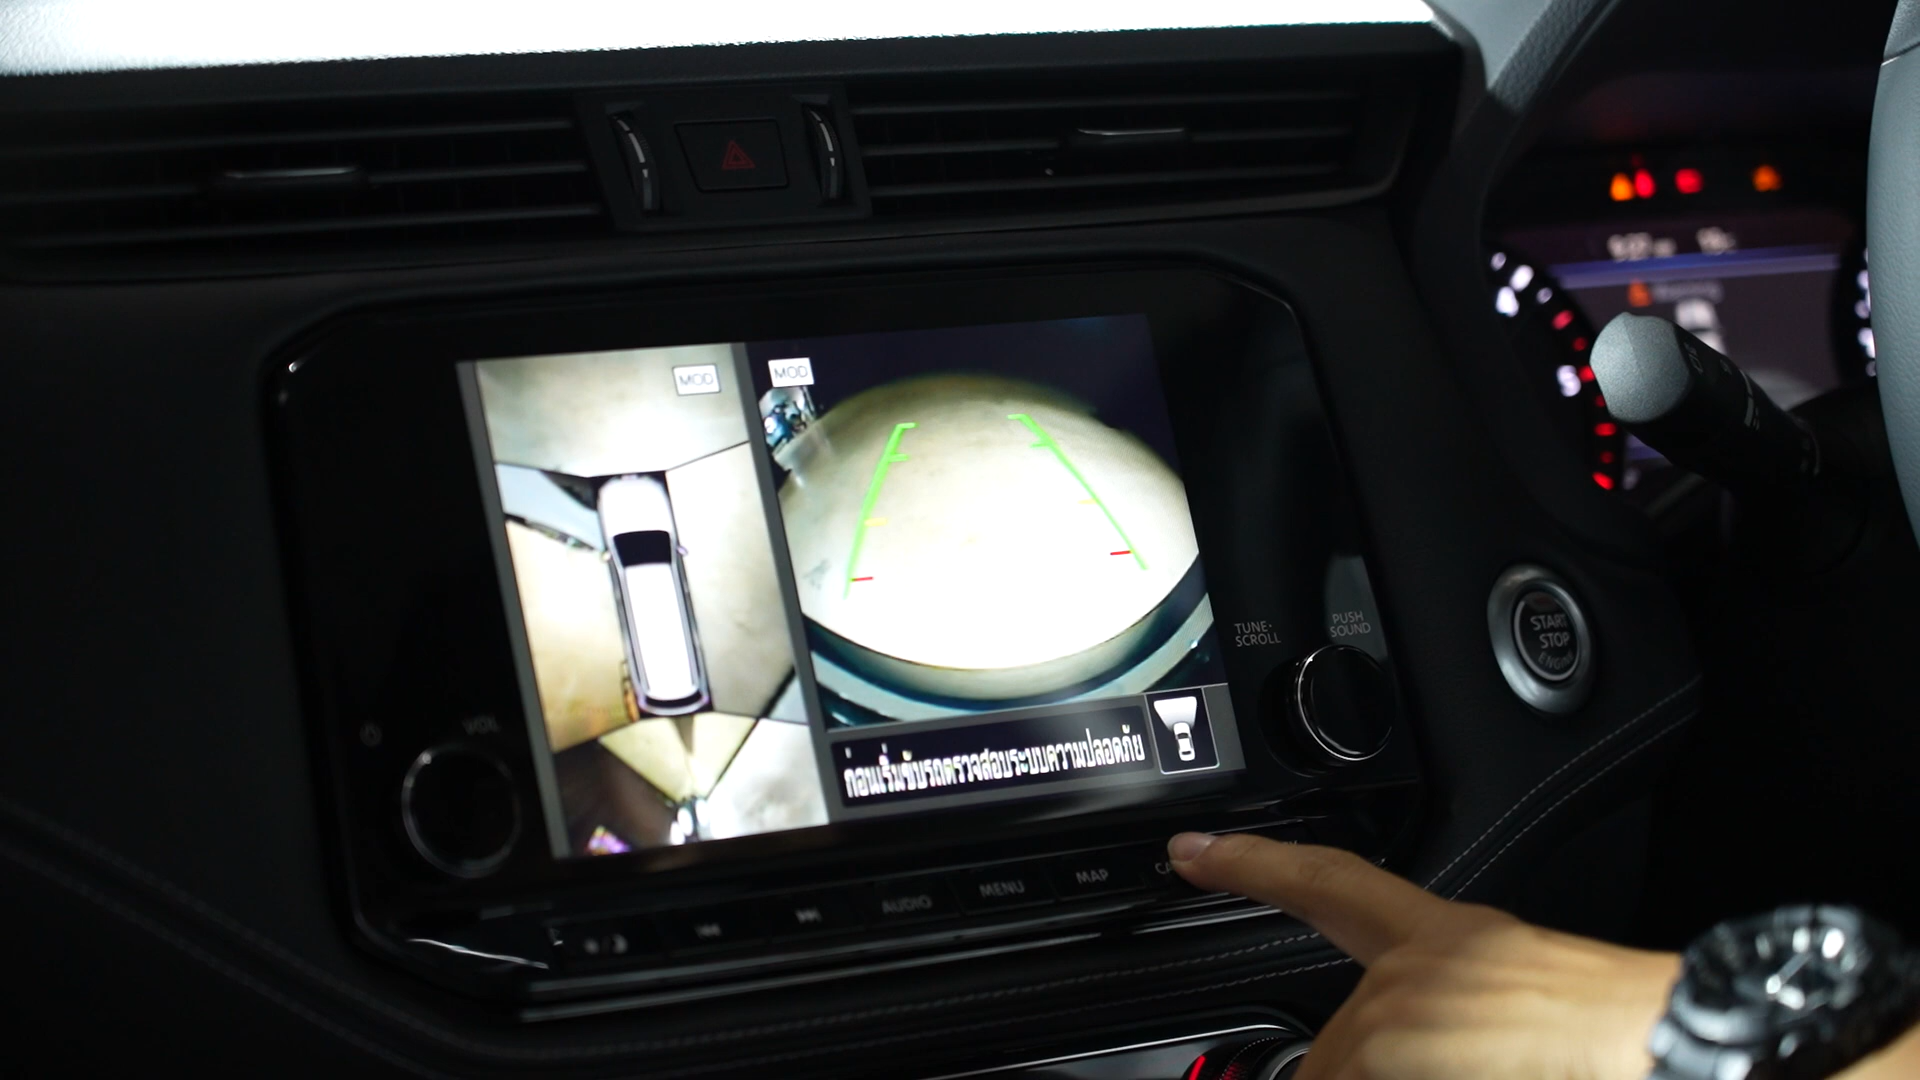 MOD
MOD
TUNE·
SCROLL
PUSH
SOUND
START
STOP
ENGINE
VOL
ก่อนเริ่มขับรถตรวจสอบระบบความปลอดภัย
AUDIO
MENU
MAP